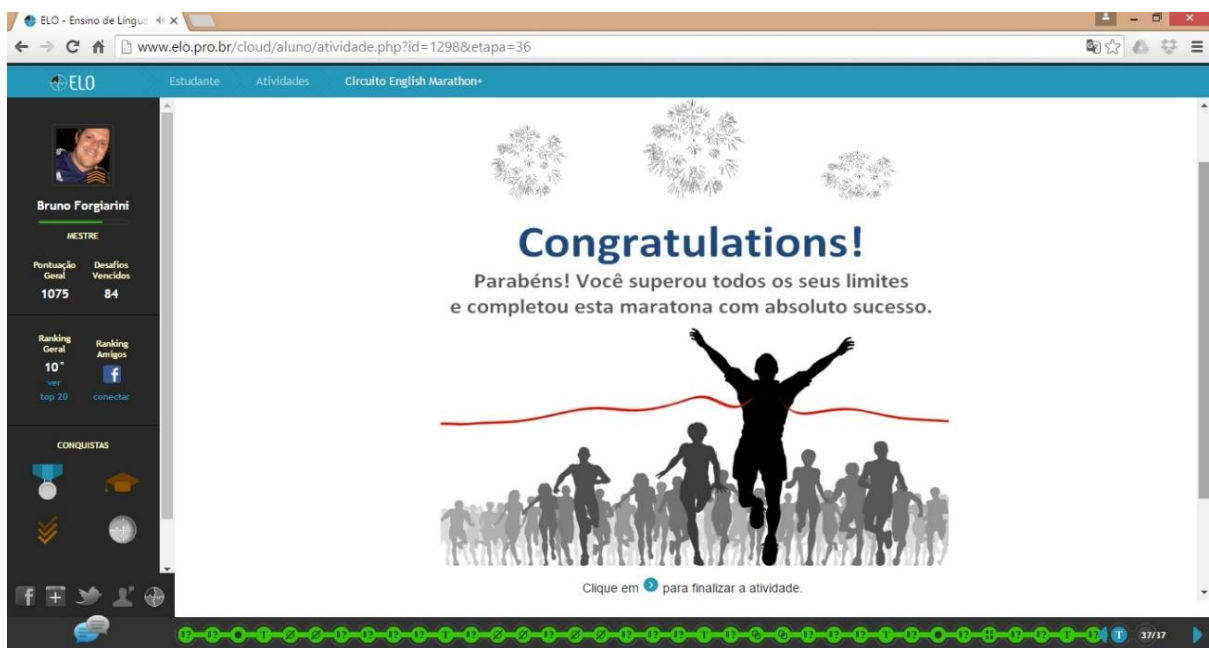 ELO - Ensino de Língua
www.elo.pro.br/cloud/aluno/atividade.php?id=1298&etapa=36
ELO
Estudante Atividades Circuito English Marathon+
Bruno Forgiarini
MESTRE
Pontuação Geral
1075
Desafios Vencidos
84
Ranking Geral
10°
ver
top 20
Ranking Amigos
conectar
CONQUISTAS
Congratulations!
Parabéns! Você superou todos os seus limites
e completou esta maratona com absoluto sucesso.
Clique em para finalizar a atividade.
37/37